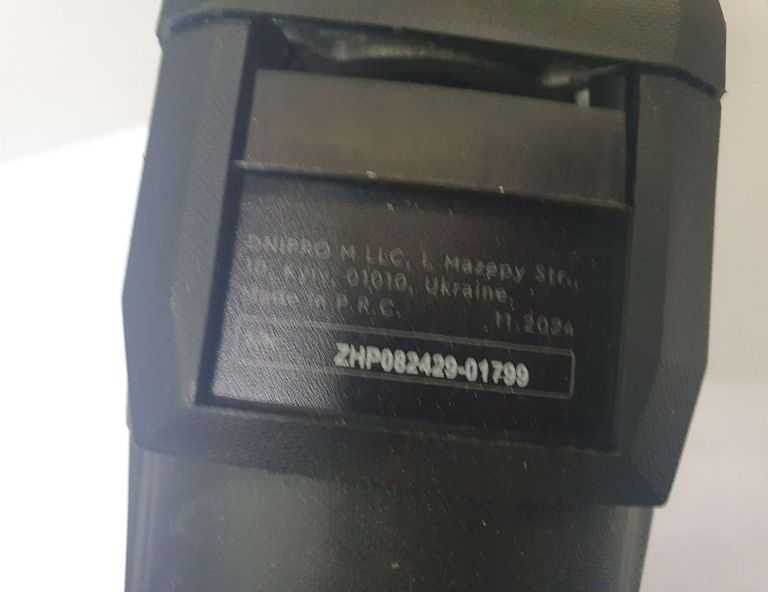 DNIPRO M LLC, I. Mazepy Str.,
10, Kyiv, 01010, Ukraine
Made in P.R.C. 11.2024
ZHP082429-01799